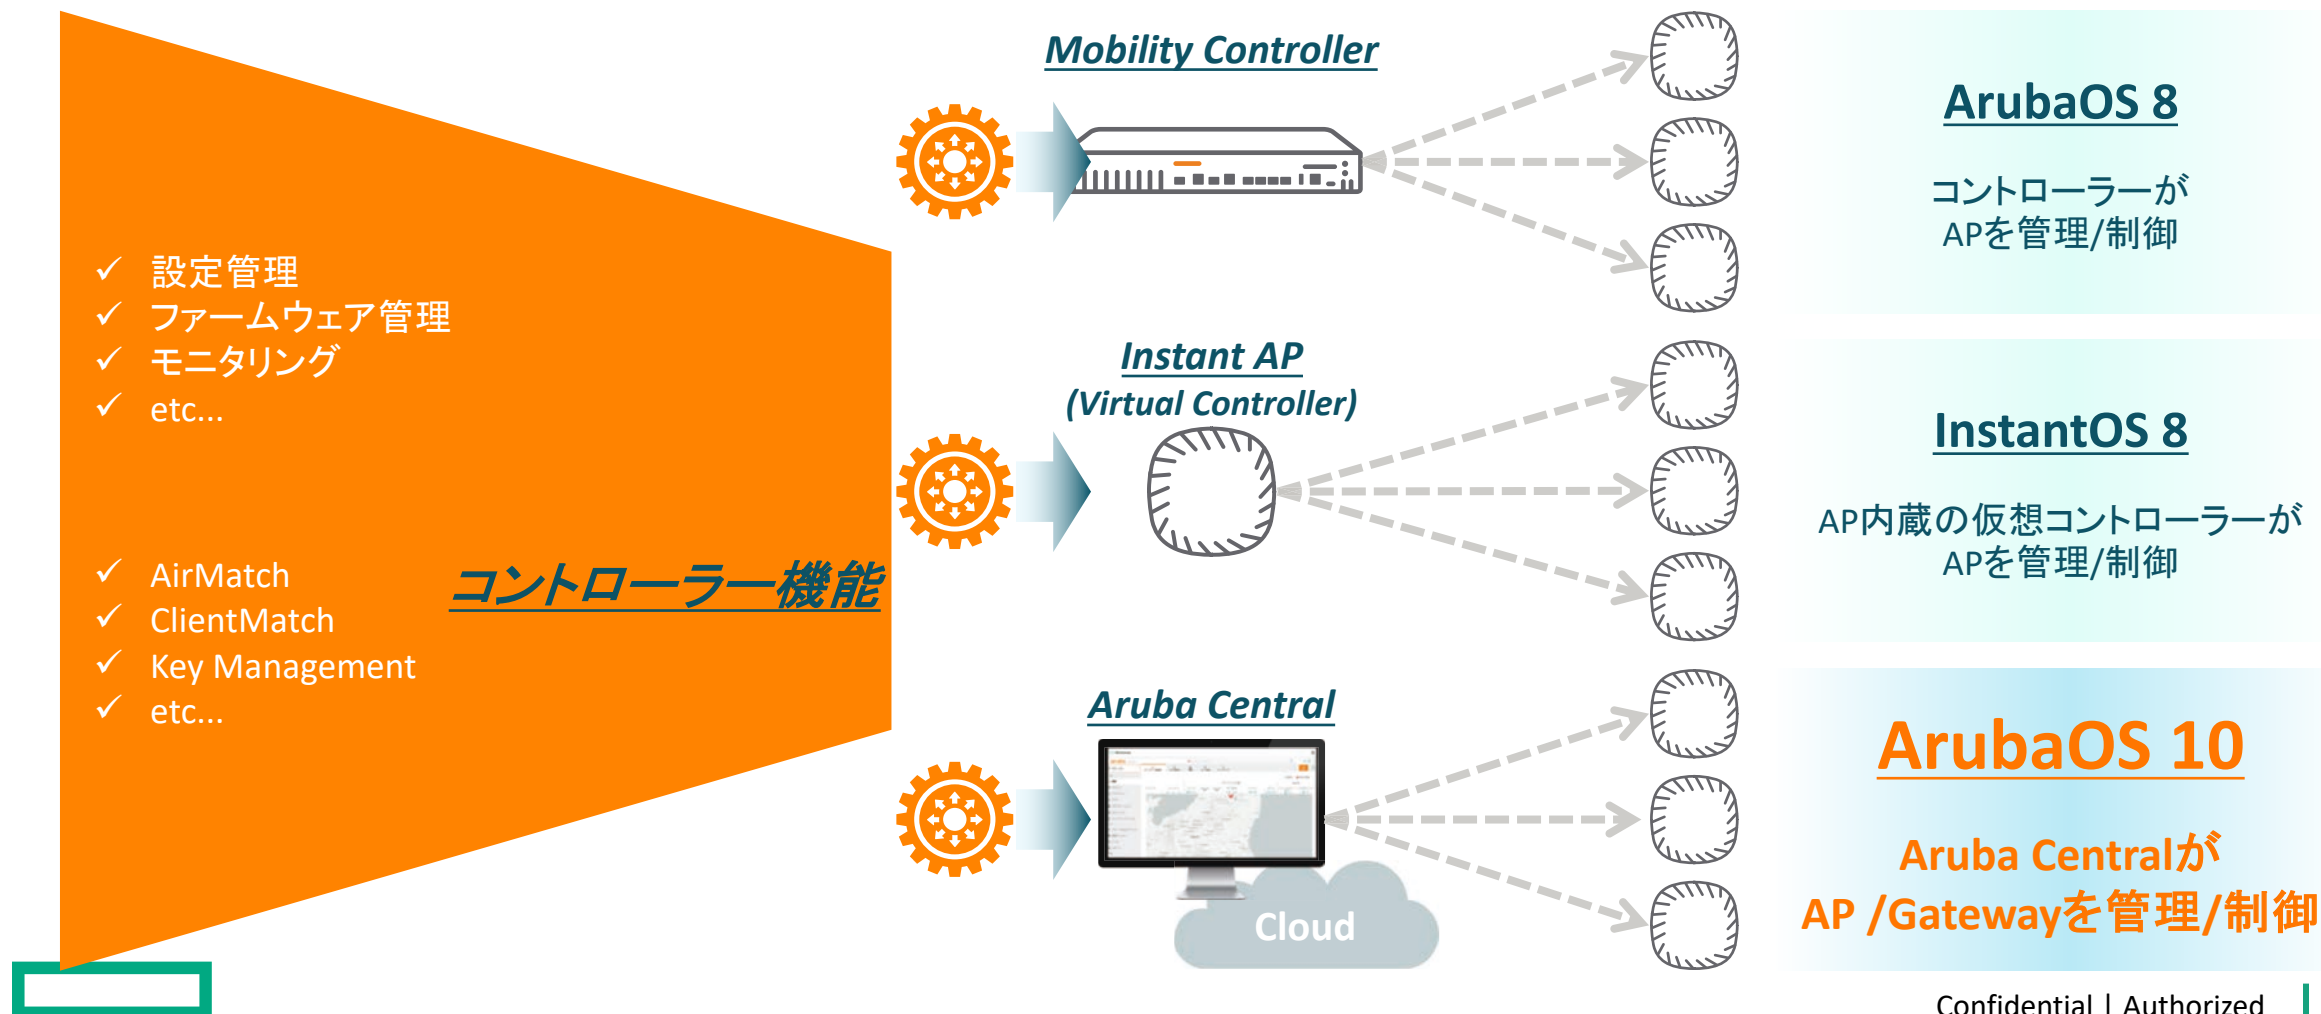 設定管理
ファームウェア管理
モニタリング
etc...
AirMatch
ClientMatch
Key Management
etc...
コントローラー機能
Mobility Controller
ArubaOS 8
コントローラーが
APを管理/制御
Instant AP
(Virtual Controller)
InstantOS 8
AP内蔵の仮想コントローラーが
APを管理/制御
Aruba Central
Cloud
ArubaOS 10
Aruba Centralが
AP /Gatewayを管理/制御
Confidential | Authorized